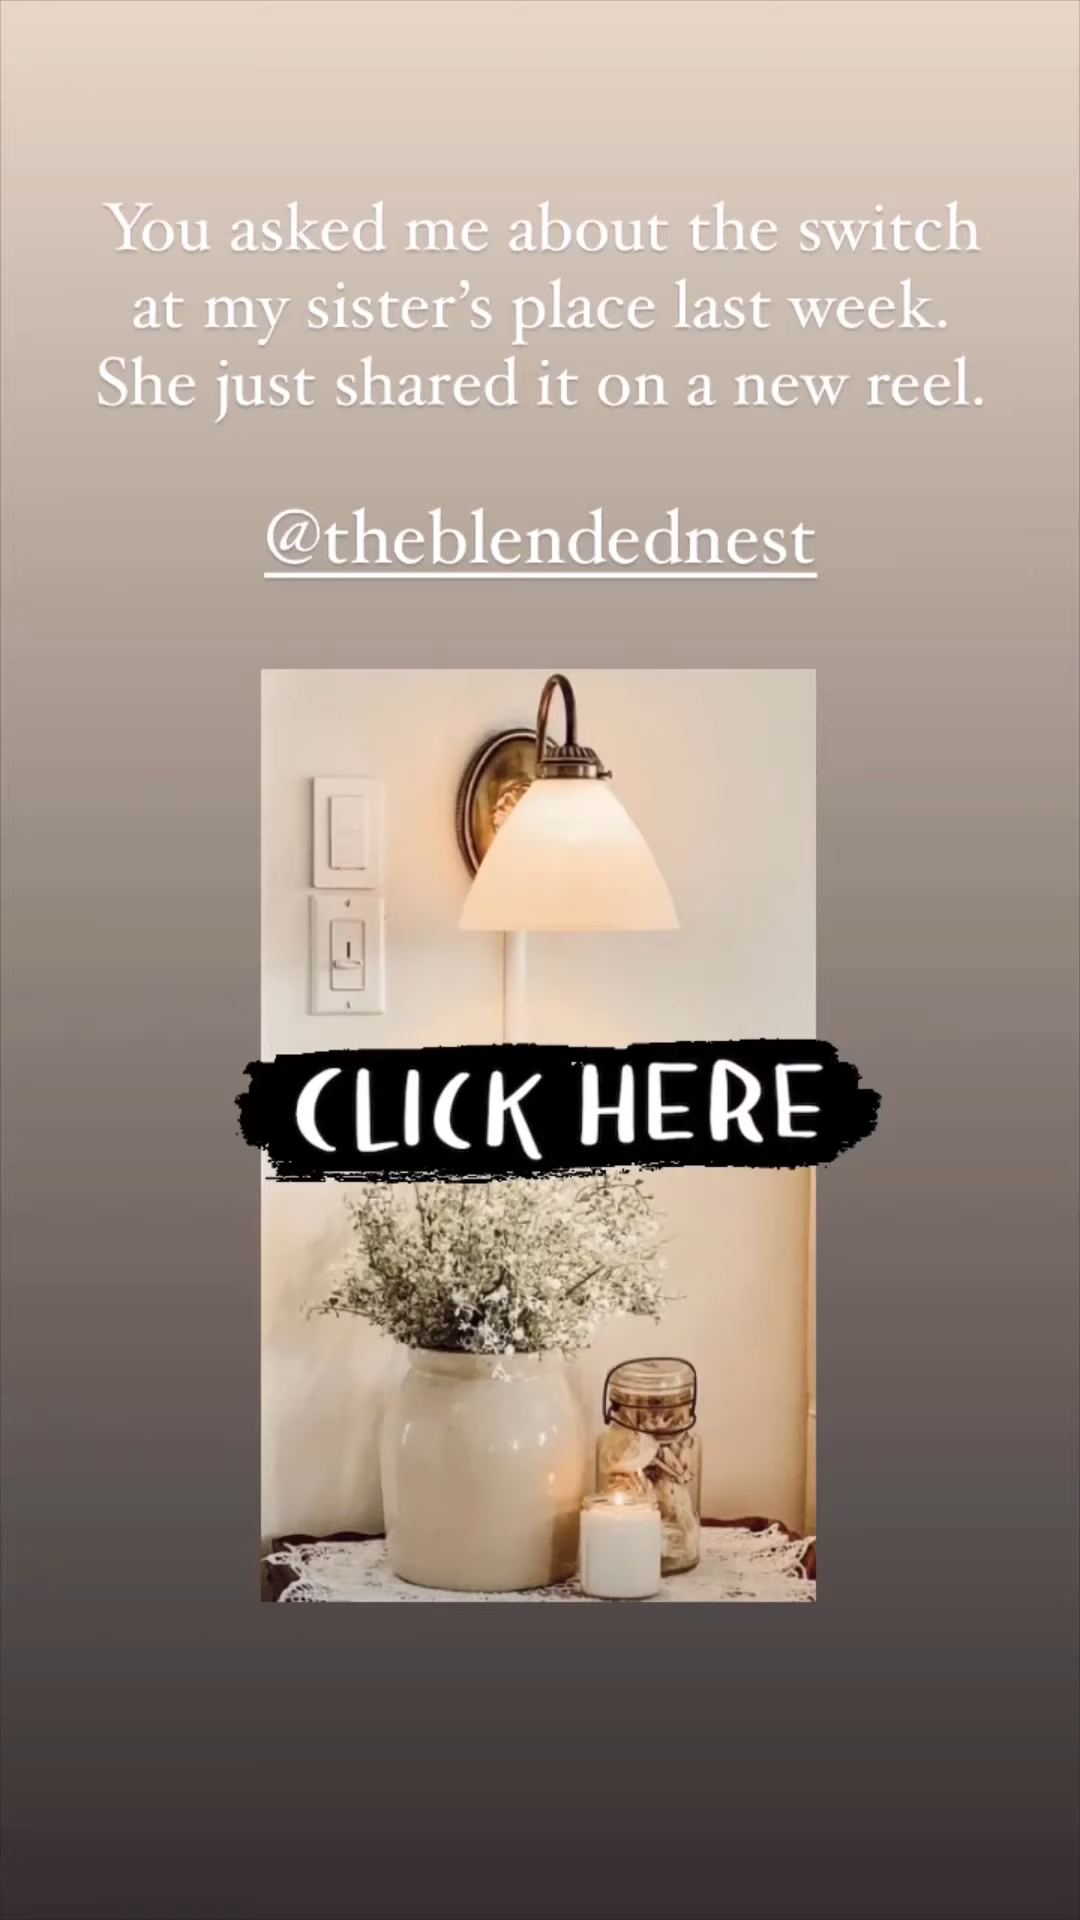 You asked me about the switch
at my sister’s place last week.
She just shared it on a new reel.
@theblendednest
CLICK HERE